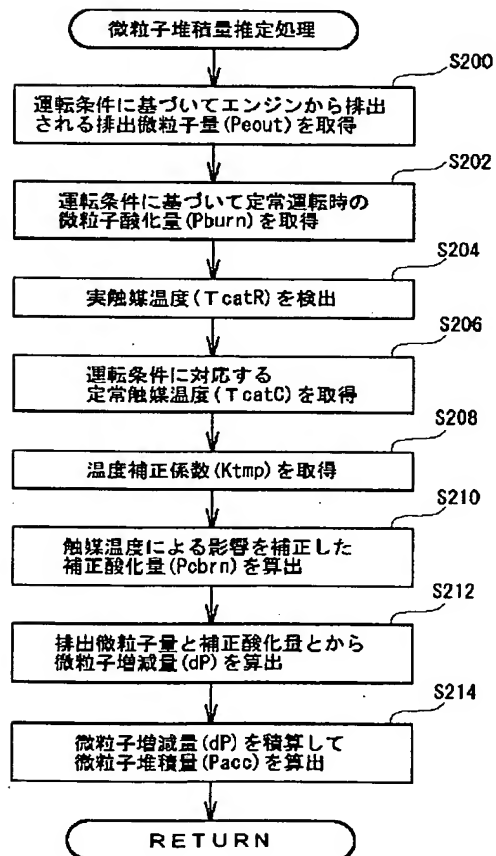 微粒子堆積量推定処理
S200
運転条件に基づいてエンジンから排出
される排出微粒子量(Peout)を取得
S202
運転条件に基づいて定常運転時の
微粒子酸化量(Pburn)を取得
S204
実触媒温度(TcatR)を検出
S206
運転条件に対応する
定常触媒温度(TcatC)を取得
S208
温度補正係数(Ktmp)を取得
S210
触媒温度による影響を補正した
補正酸化量(Pcbrn)を算出
S212
排出微粒子量と補正酸化量とから
微粒子増減量(dP)を算出
S214
微粒子増減量(dP)を積算して
微粒子堆積量(Pacc)を算出
RETURN